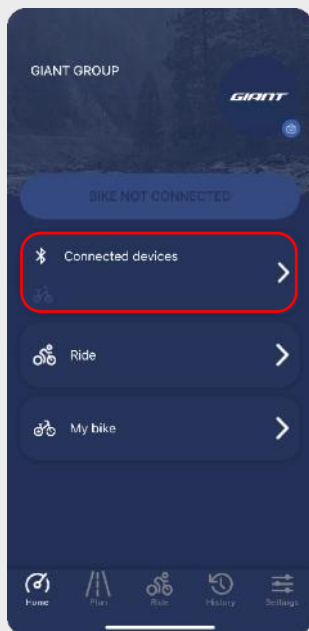 GIANT GROUP
GIANT
BIKE NOT CONNECTED
Connected devices
Ride
My bike
Home
Plan
Ride
History
Settings